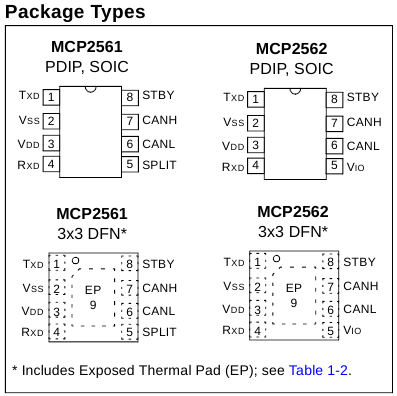 Package Types
MCP2561
PDIP, SOIC
TXD 1 8 STBY
VSS 2 7 CANH
VDD 3 6 CANL
RXD 4 5 SPLIT
MCP2562
PDIP, SOIC
TXD 1 8 STBY
VSS 2 7 CANH
VDD 3 6 CANL
RXD 4 5 VIO
MCP2561
3x3 DFN*
TXD 1 8 STBY
VSS 2 EP 7 CANH
VDD 3 9 6 CANL
RXD 4 5 SPLIT
MCP2562
3x3 DFN*
TXD 1 8 STBY
VSS 2 EP 7 CANH
VDD 3 9 6 CANL
RXD 4 5 VIO
* Includes Exposed Thermal Pad (EP); see Table 1-2.